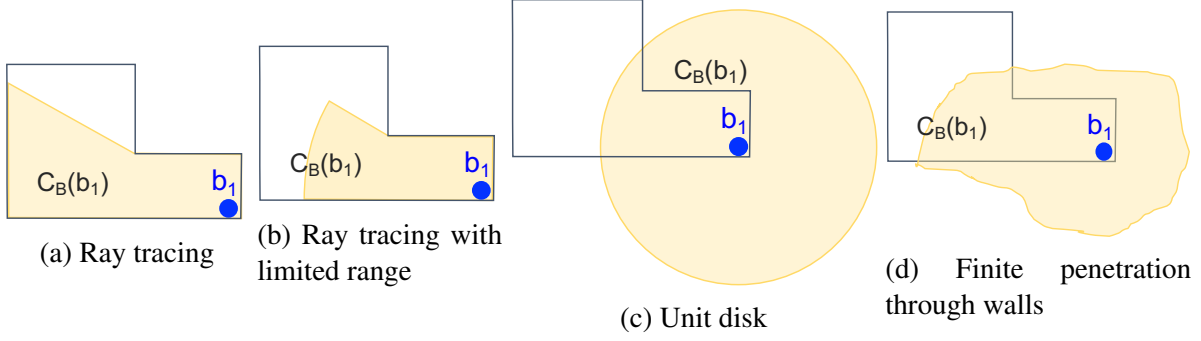 C_B(b_1)
b_1
(a) Ray tracing
C_B(b_1)
b_1
(b) Ray tracing with
limited range
C_B(b_1)
b_1
(c) Unit disk
C_B(b_1)
b_1
(d) Finite penetration
through walls